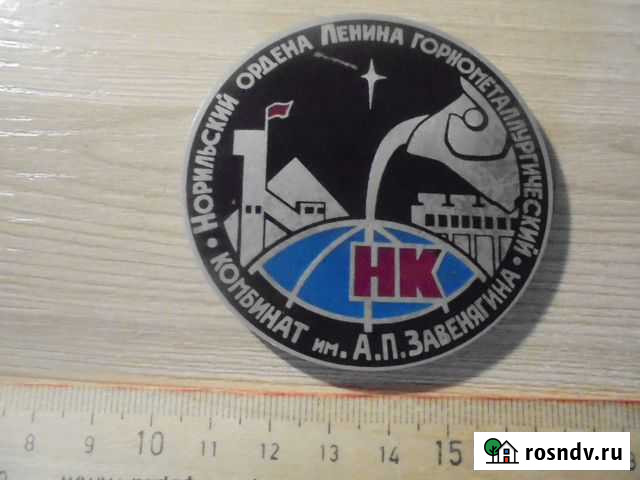 НОРИЛЬСКИЙ ОРДЕНА ЛЕНИНА ГОРНОМЕТАЛЛУРГИЧЕСКИЙ
• КОМБИНАТ им. А.П. ЗАВЕНЯГИНА •
НК
8 9 10 11 12 13 14 15
rosndv.ru